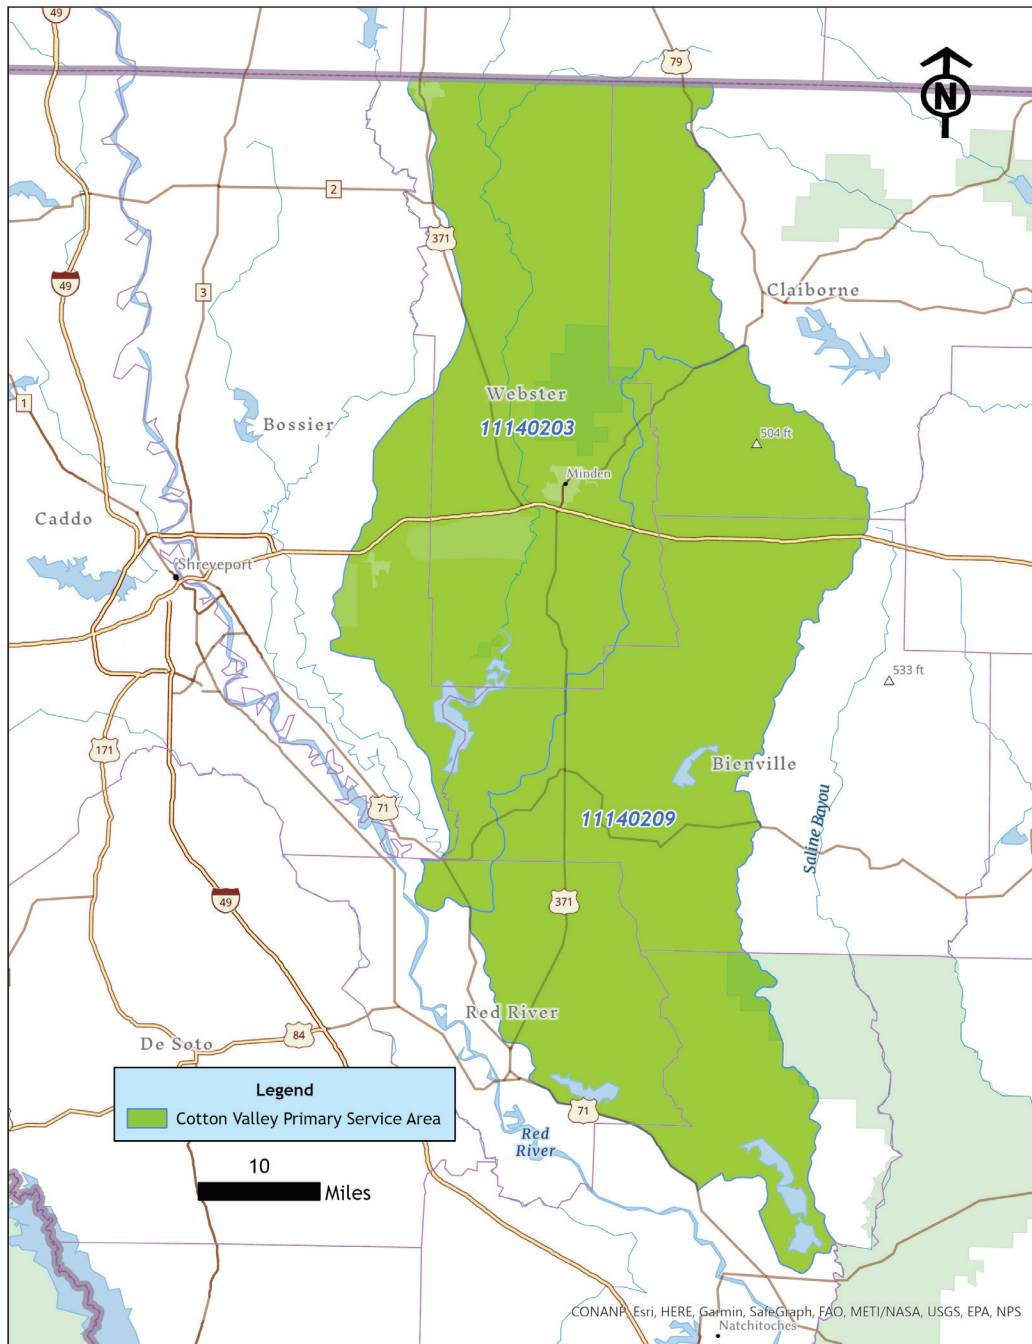 49
79
N
2
371
49
3
Claiborne
1
Webster
Bossier
11140203
504 ft
Minden
Caddo
Shreveport
533 ft
171
Bienville
71
11140209
Saline Bayou
49
371
Red River
84
De Soto
Legend
Cotton Valley Primary Service Area
71
Red
River
10
Miles
CONANP, Esri, HERE, Garmin, SafeGraph, FAO, METI/NASA, USGS, EPA, NPS
Natchitoches